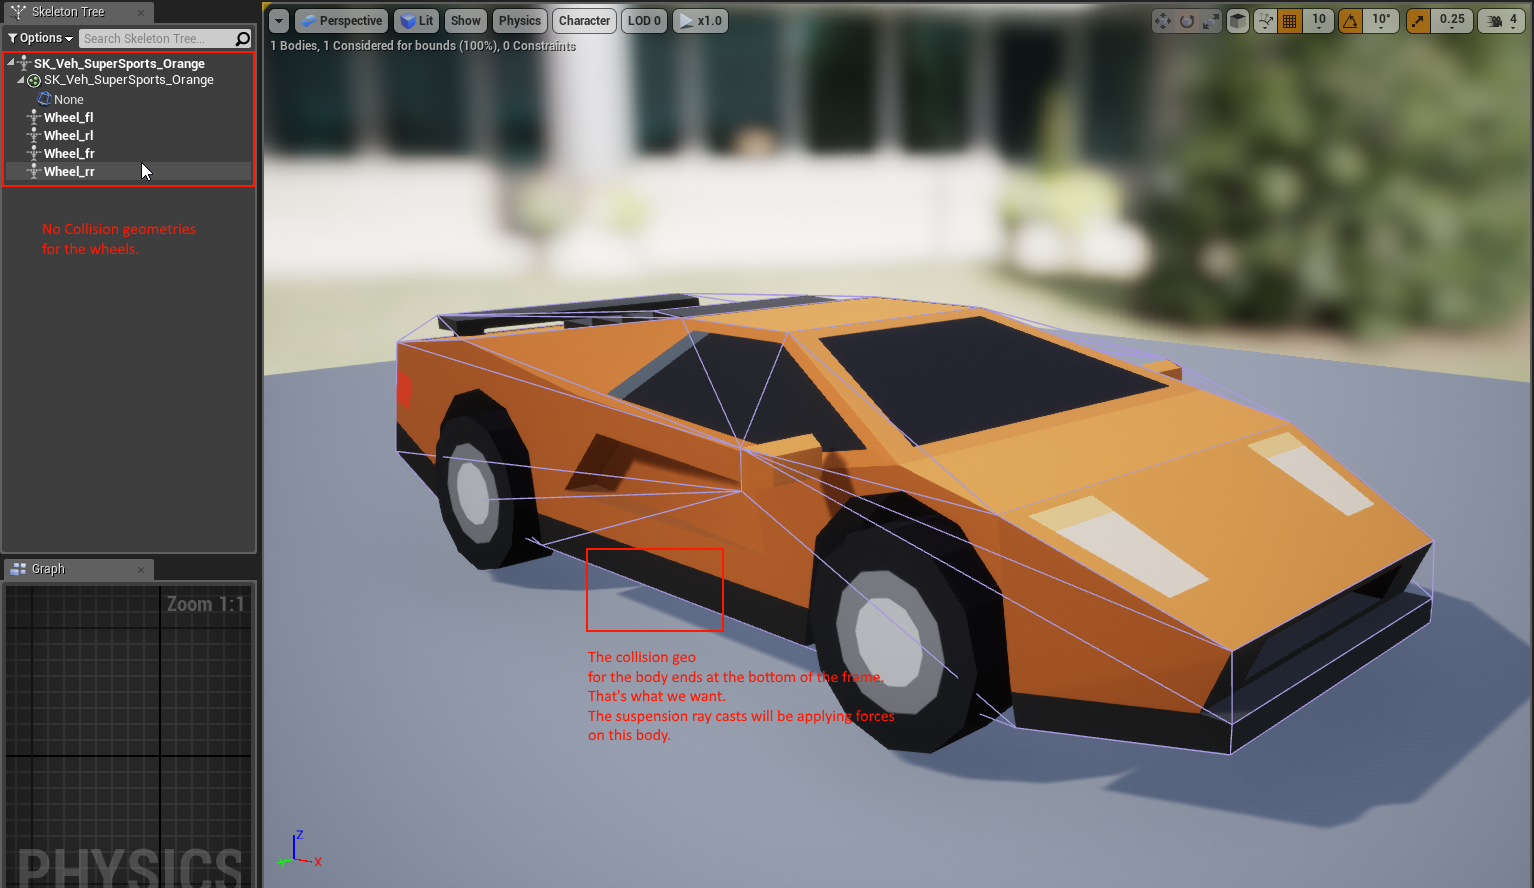 Skeleton Tree
Options
Search Skeleton Tree...
SK_Veh_SuperSports_Orange
SK_Veh_SuperSports_Orange
None
Wheel_fl
Wheel_rl
Wheel_fr
Wheel_rr
No Collision geometries
for the wheels.
Graph
Zoom 1:1
PHYSICS
Perspective
Lit
Show
Physics
Character
LOD 0
x1.0
10
10°
0.25
4
1 Bodies, 1 Considered for bounds (100%), 0 Constraints
The collision geo
for the body ends at the bottom of the frame.
That's what we want.
The suspension ray casts will be applying forces
on this body.
Z
X